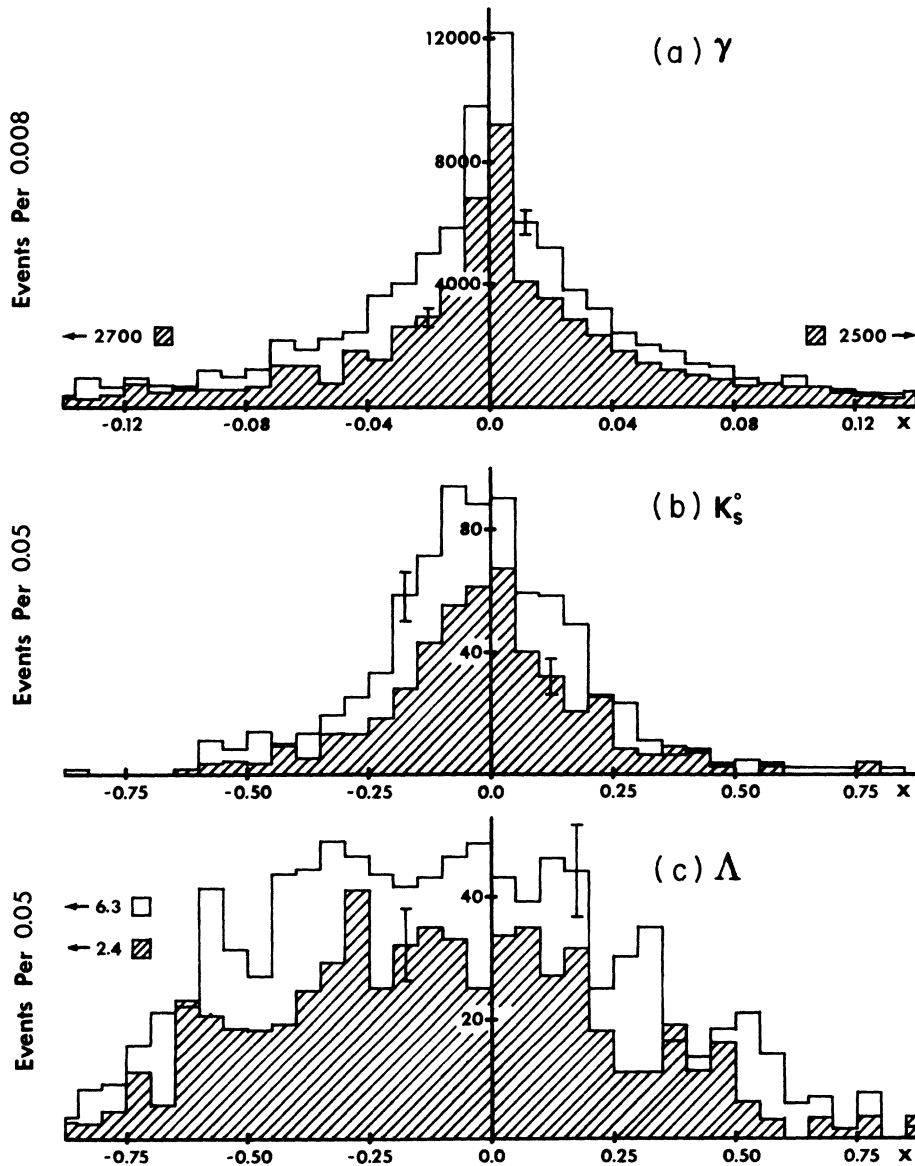 (a) γ
Events Per 0.008
12000
8000
4000
← 2700
2500 →
-0.12 -0.08 -0.04 0.0 0.04 0.08 0.12 x
(b) K°s
Events Per 0.05
80
40
-0.75 -0.50 -0.25 0.0 0.25 0.50 0.75 x
(c) Λ
Events Per 0.05
← 6.3
← 2.4
40
20
-0.75 -0.50 -0.25 0.0 0.25 0.50 0.75 x